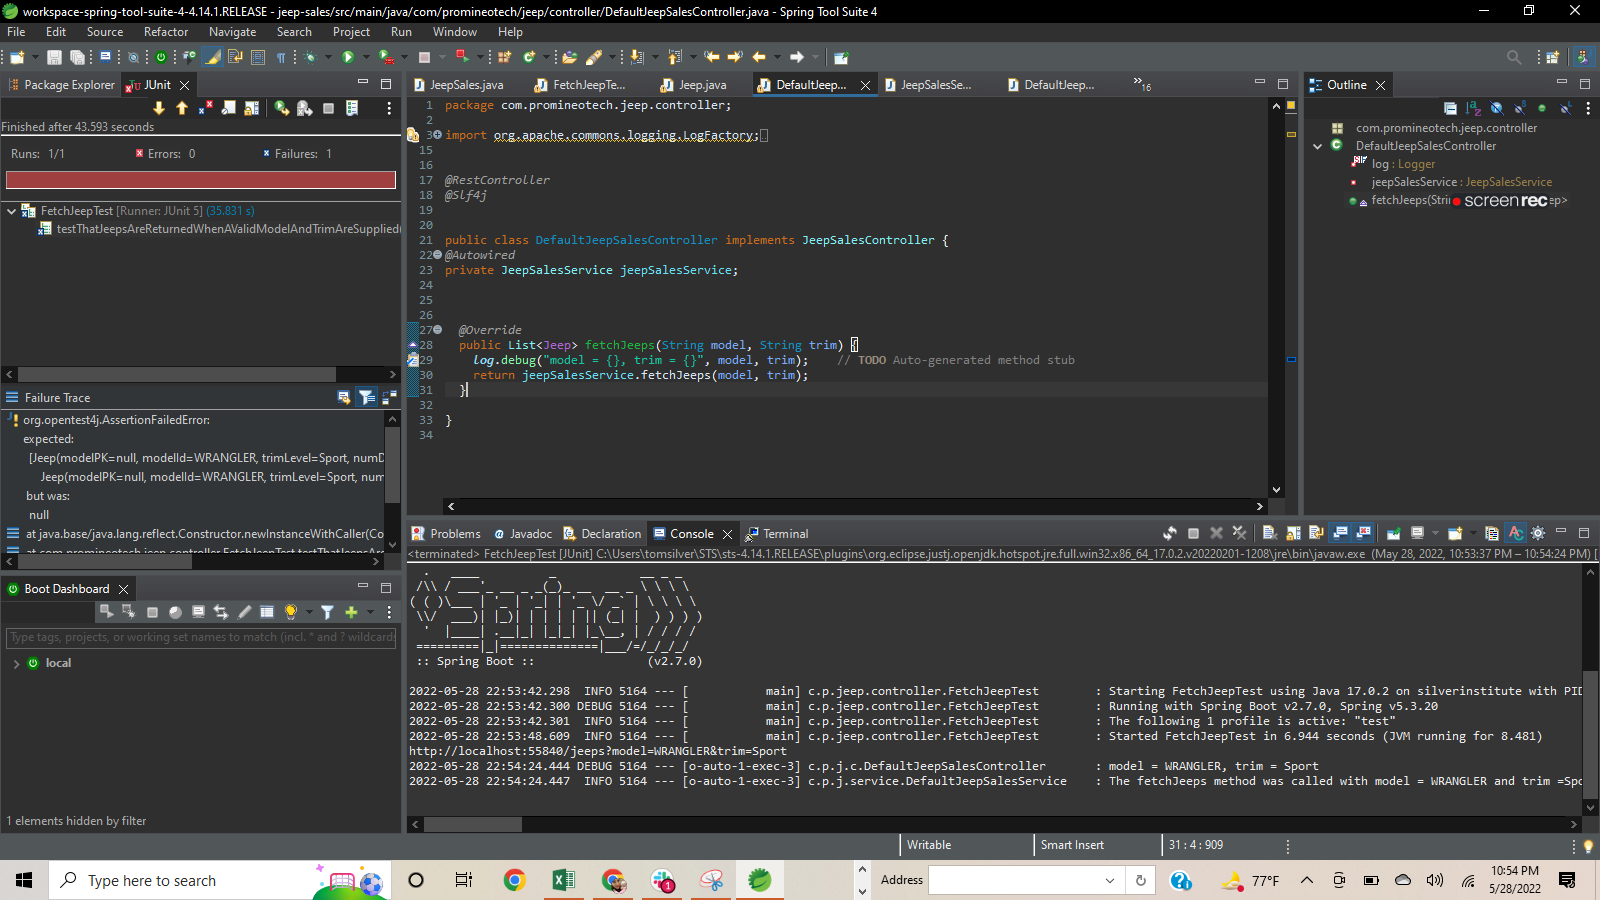 workspace-spring-tool-suite-4-4.14.1.RELEASE - jeep-sales/src/main/java/com/promineotech/jeep/controller/DefaultJeepSalesController.java - Spring Tool Suite 4
File Edit Source Refactor Navigate Search Project Run Window Help
Package Explorer JUnit
Finished after 43.593 seconds
Runs: 1/1 Errors: 0 Failures: 1
FetchJeepTest [Runner: JUnit 5] (35.831 s)
testThatJeepsAreReturnedWhenAValidModelAndTrimAreSupplied(
Failure Trace
org.opentest4j.AssertionFailedError:
expected:
[Jeep(modelPK=null, modelId=WRANGLER, trimLevel=Sport, numD
Jeep(modelPK=null, modelId=WRANGLER, trimLevel=Sport, num
but was:
null
at java.base/java.lang.reflect.Constructor.newInstanceWithCaller(Co
at com.promineotech.jeep.controller.FetchJeepTest.testThatJeepsAre
Boot Dashboard
Type tags, projects, or working set names to match (incl. * and ? wildcards
local
1 elements hidden by filter
JeepSales.java FetchJeepTe... Jeep.java DefaultJeep... JeepSalesSe... DefaultJeep... »16
1 package com.promineotech.jeep.controller;
2
3 import org.apache.commons.logging.LogFactory;
15
16
17 @RestController
18 @Slf4j
19
20
21 public class DefaultJeepSalesController implements JeepSalesController {
22 @Autowired
23 private JeepSalesService jeepSalesService;
24
25
26
27 @Override
28 public List<Jeep> fetchJeeps(String model, String trim) {
29 log.debug("model = {}, trim = {}", model, trim); // TODO Auto-generated method stub
30 return jeepSalesService.fetchJeeps(model, trim);
31 }
32
33 }
34
Outline
com.promineotech.jeep.controller
DefaultJeepSalesController
log : Logger
jeepSalesService : JeepSalesService
fetchJeeps(Stri screenrec ep>
Problems Javadoc Declaration Console Terminal
<terminated> FetchJeepTest [JUnit] C:\Users\tomsilver\STS\sts-4.14.1.RELEASE\plugins\org.eclipse.justj.openjdk.hotspot.jre.full.win32.x86_64_17.0.2.v20220201-1208\jre\bin\javaw.exe (May 28, 2022, 10:53:37 PM – 10:54:24 PM) [
:: Spring Boot :: (v2.7.0)
2022-05-28 22:53:42.298 INFO 5164 --- [ main] c.p.jeep.controller.FetchJeepTest : Starting FetchJeepTest using Java 17.0.2 on silverinstitute with PID
2022-05-28 22:53:42.300 DEBUG 5164 --- [ main] c.p.jeep.controller.FetchJeepTest : Running with Spring Boot v2.7.0, Spring v5.3.20
2022-05-28 22:53:42.301 INFO 5164 --- [ main] c.p.jeep.controller.FetchJeepTest : The following 1 profile is active: "test"
2022-05-28 22:53:48.609 INFO 5164 --- [ main] c.p.jeep.controller.FetchJeepTest : Started FetchJeepTest in 6.944 seconds (JVM running for 8.481)
http://localhost:55840/jeeps?model=WRANGLER&trim=Sport
2022-05-28 22:54:24.444 DEBUG 5164 --- [o-auto-1-exec-3] c.p.j.c.DefaultJeepSalesController : model = WRANGLER, trim = Sport
2022-05-28 22:54:24.447 INFO 5164 --- [o-auto-1-exec-3] c.p.j.service.DefaultJeepSalesService : The fetchJeeps method was called with model = WRANGLER and trim =Spo
Writable Smart Insert 31 : 4 : 909
Type here to search
Address
77°F
10:54 PM
5/28/2022